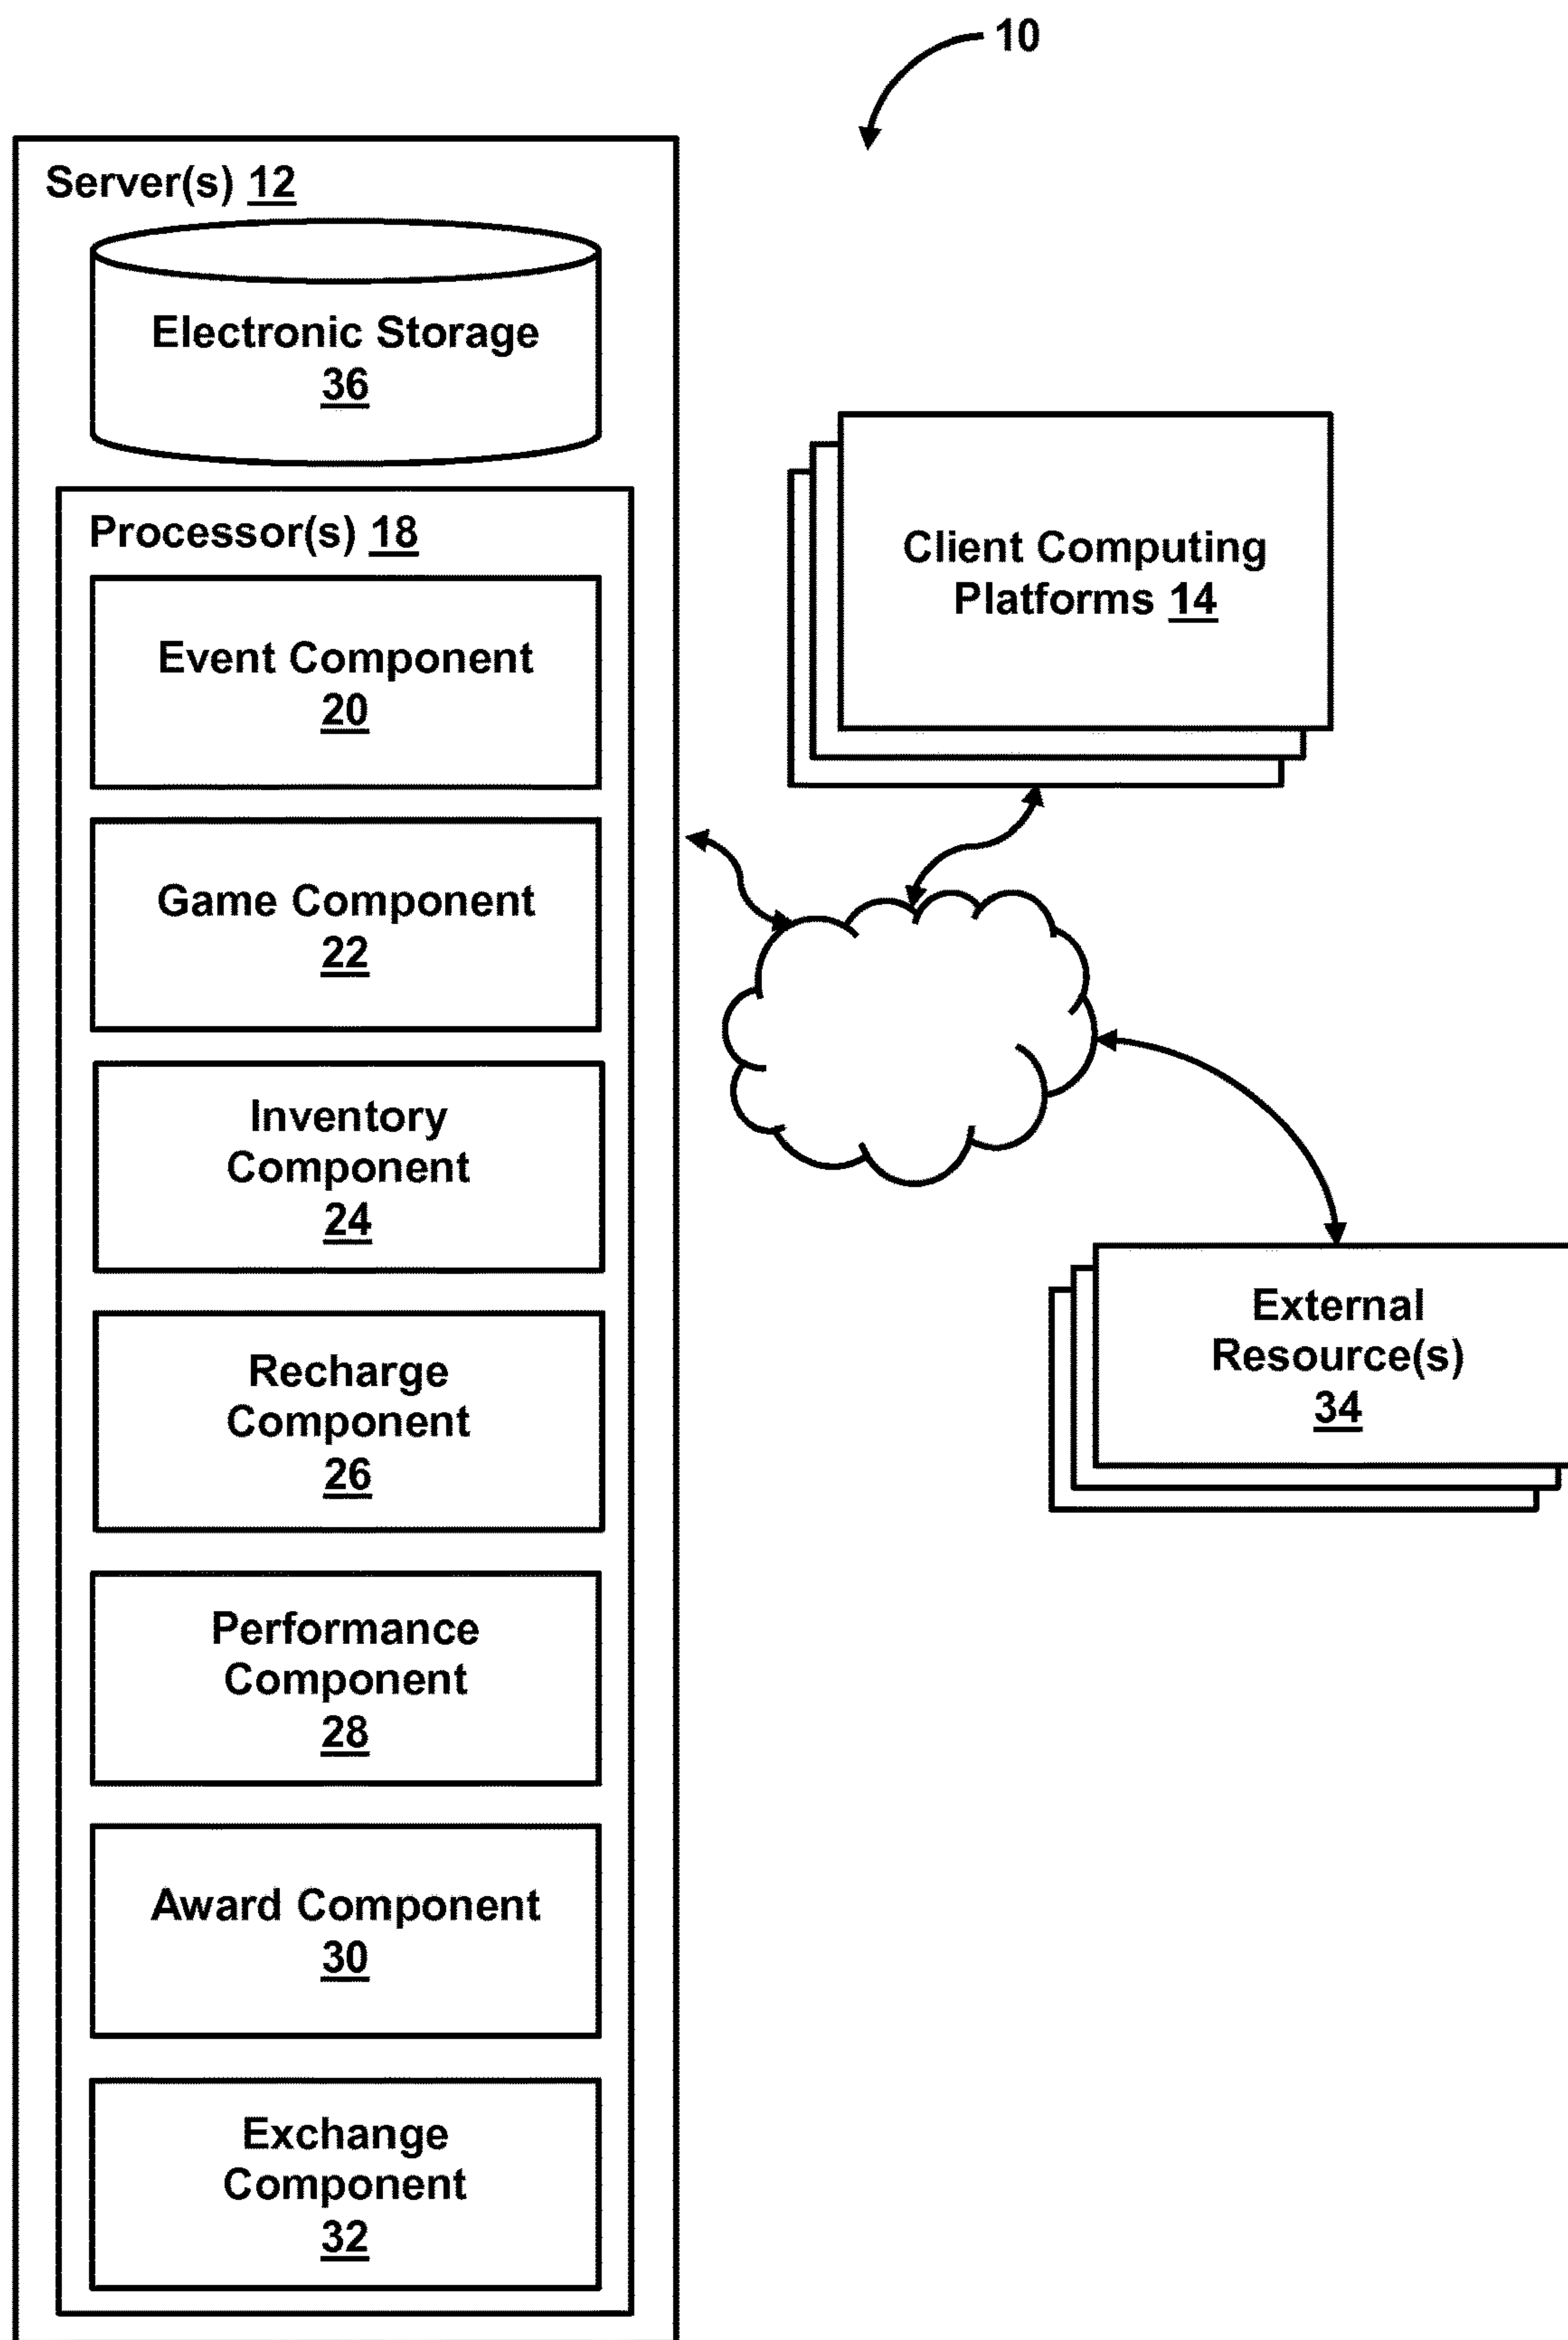 10
Server(s) 12
Electronic Storage
36
Processor(s) 18
Event Component
20
Game Component
22
Inventory
Component
24
Recharge
Component
26
Performance
Component
28
Award Component
30
Exchange
Component
32
Client Computing
Platforms 14
External
Resource(s)
34